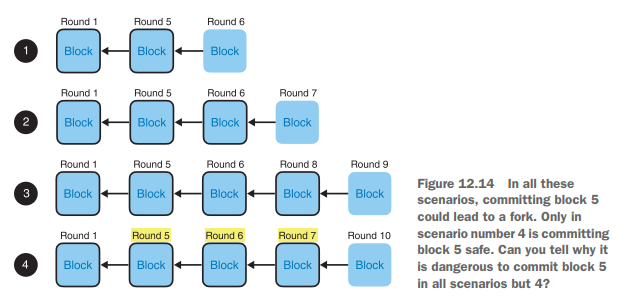 Round 1 Round 5 Round 6
1 Block Block Block
Round 1 Round 5 Round 6 Round 7
2 Block Block Block Block
Round 1 Round 5 Round 6 Round 8 Round 9
3 Block Block Block Block Block
Round 1 Round 5 Round 6 Round 7 Round 10
4 Block Block Block Block Block
Figure 12.14 In all these
scenarios, committing block 5
could lead to a fork. Only in
scenario number 4 is committing
block 5 safe. Can you tell why it
is dangerous to commit block 5
in all scenarios but 4?